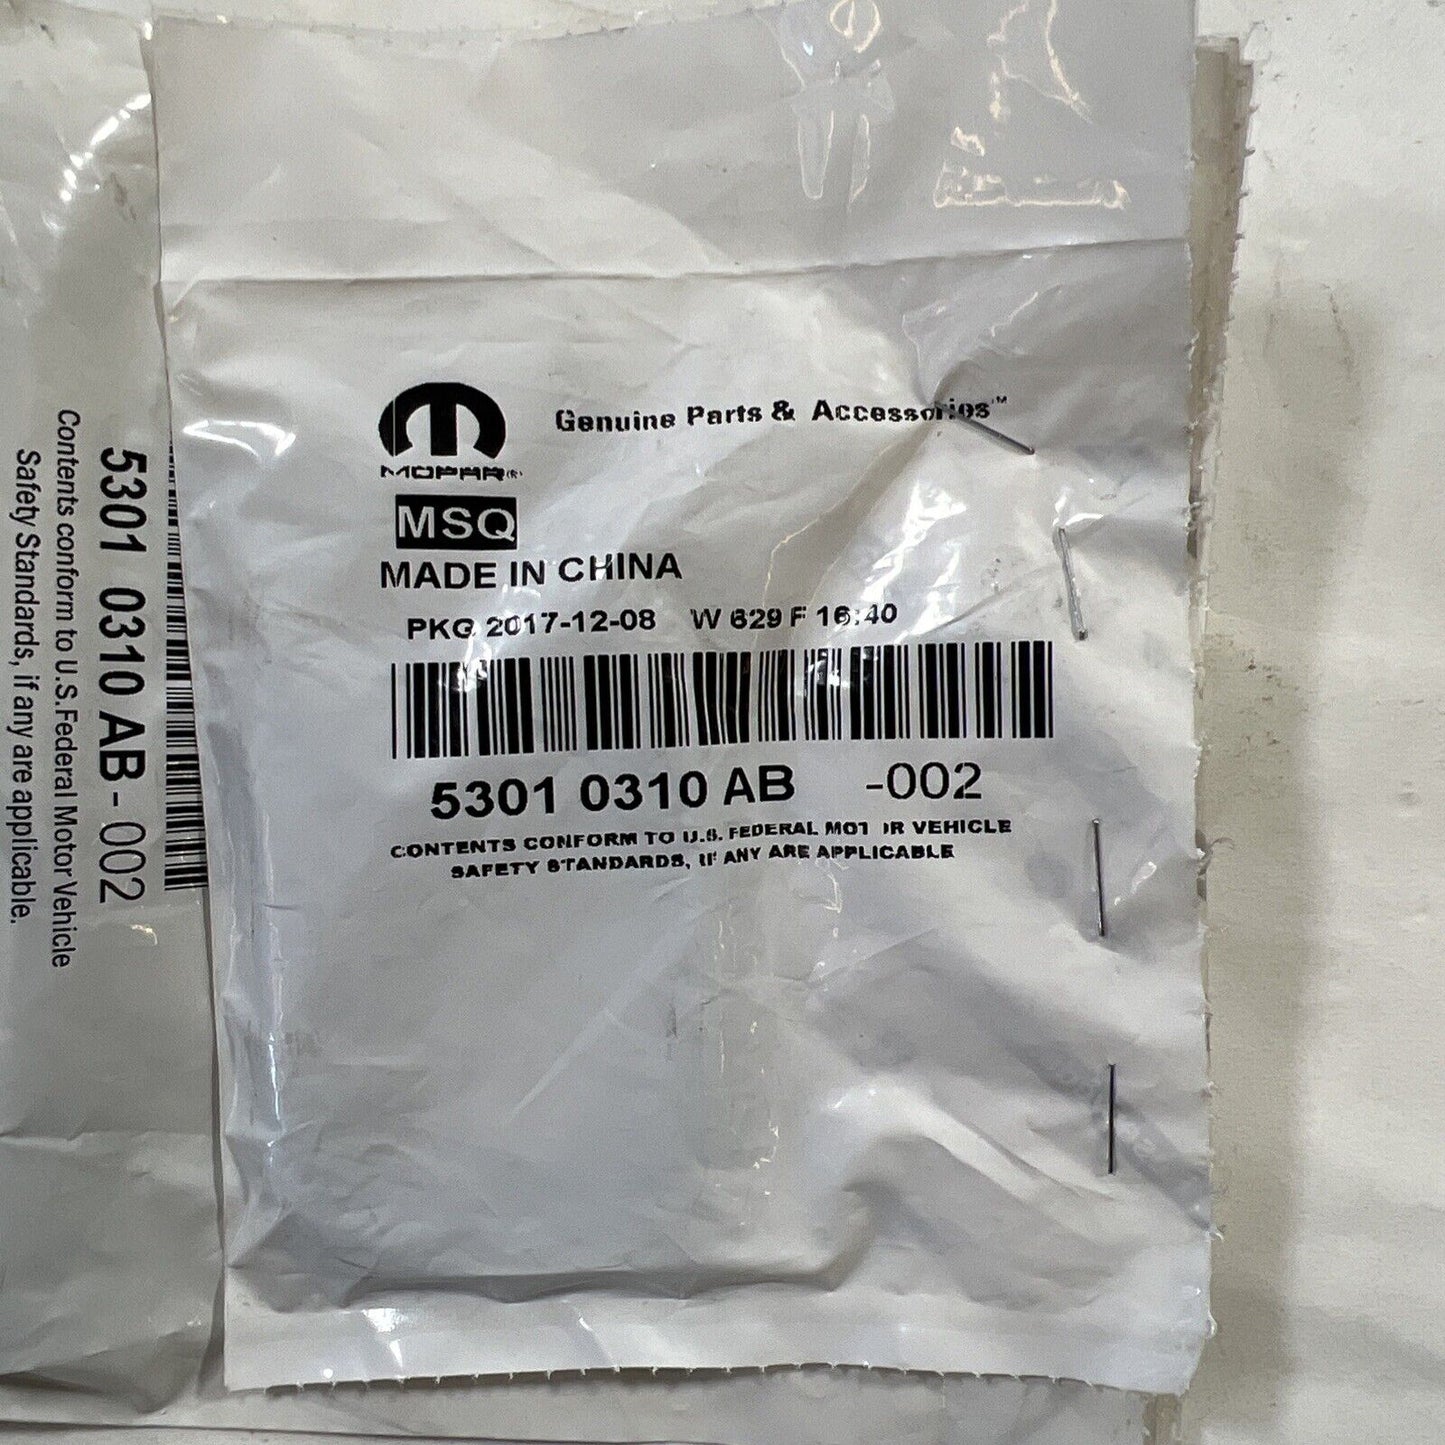 Genuine Parts & Accessories™
MOPAR®
MSQ
MADE IN CHINA
PKG 2017-12-08 W 629 F 16:40
5301 0310 AB -002
CONTENTS CONFORM TO U.S. FEDERAL MOTOR VEHICLE
SAFETY STANDARDS, IF ANY ARE APPLICABLE
5301 0310 AB - 002
Contents conform to U.S.Federal Motor Vehicle
Safety Standards, if any are applicable.